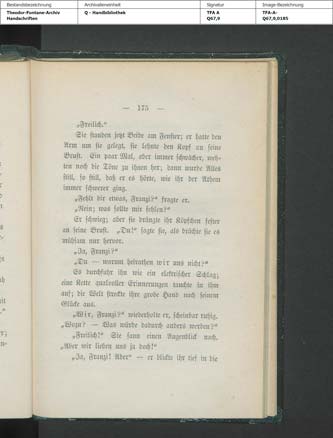 Bestandsbezeichnung
Theodor-Fontane-Archiv
Handschriften
Archivalieneinheit
Q - Handbibliothek
Signatur
TFA A
Q67,9
Image-Bezeichnung
TFA-A-
Q67,9,0185
— 175 —
„Freilich.“
Sie standen jetzt Beide am Fenster; er hatte den
Arm um sie gelegt, sie lehnte den Kopf an seine
Brust. Ein paar Mal, aber immer schwächer, weh-
ten noch die Töne zu ihnen her; dann wurde Alles
still, so still, daß er es hörte, wie ihr der Athem
immer schwerer ging.
„Fehlt dir etwas, Franzi?“ fragte er.
„Nein; was sollte mir fehlen?“
Er schwieg; aber sie drängte ihr Köpfchen fester
an seine Brust. „Du!“ sagte sie, als drückte sie es
mühsam nur hervor.
„Ja, Franzi?“
„Du — warum heirathen wir uns nicht?“
Es durchfuhr ihn wie ein elektrischer Schlag;
eine Kette qualvoller Erinnerungen tauchte in ihm
auf; die Welt streckte ihre große Hand nach seinem
Glücke aus.
„Wir, Franzi?“ wiederholte er, scheinbar ruhig.
„Wozu? — Was würde dadurch anders werden?“
„Freilich!“ Sie sann einen Augenblick nach.
„Aber wir lieben uns ja doch!“
„Ja, Franzi! Aber“ — er blickte ihr tief in die